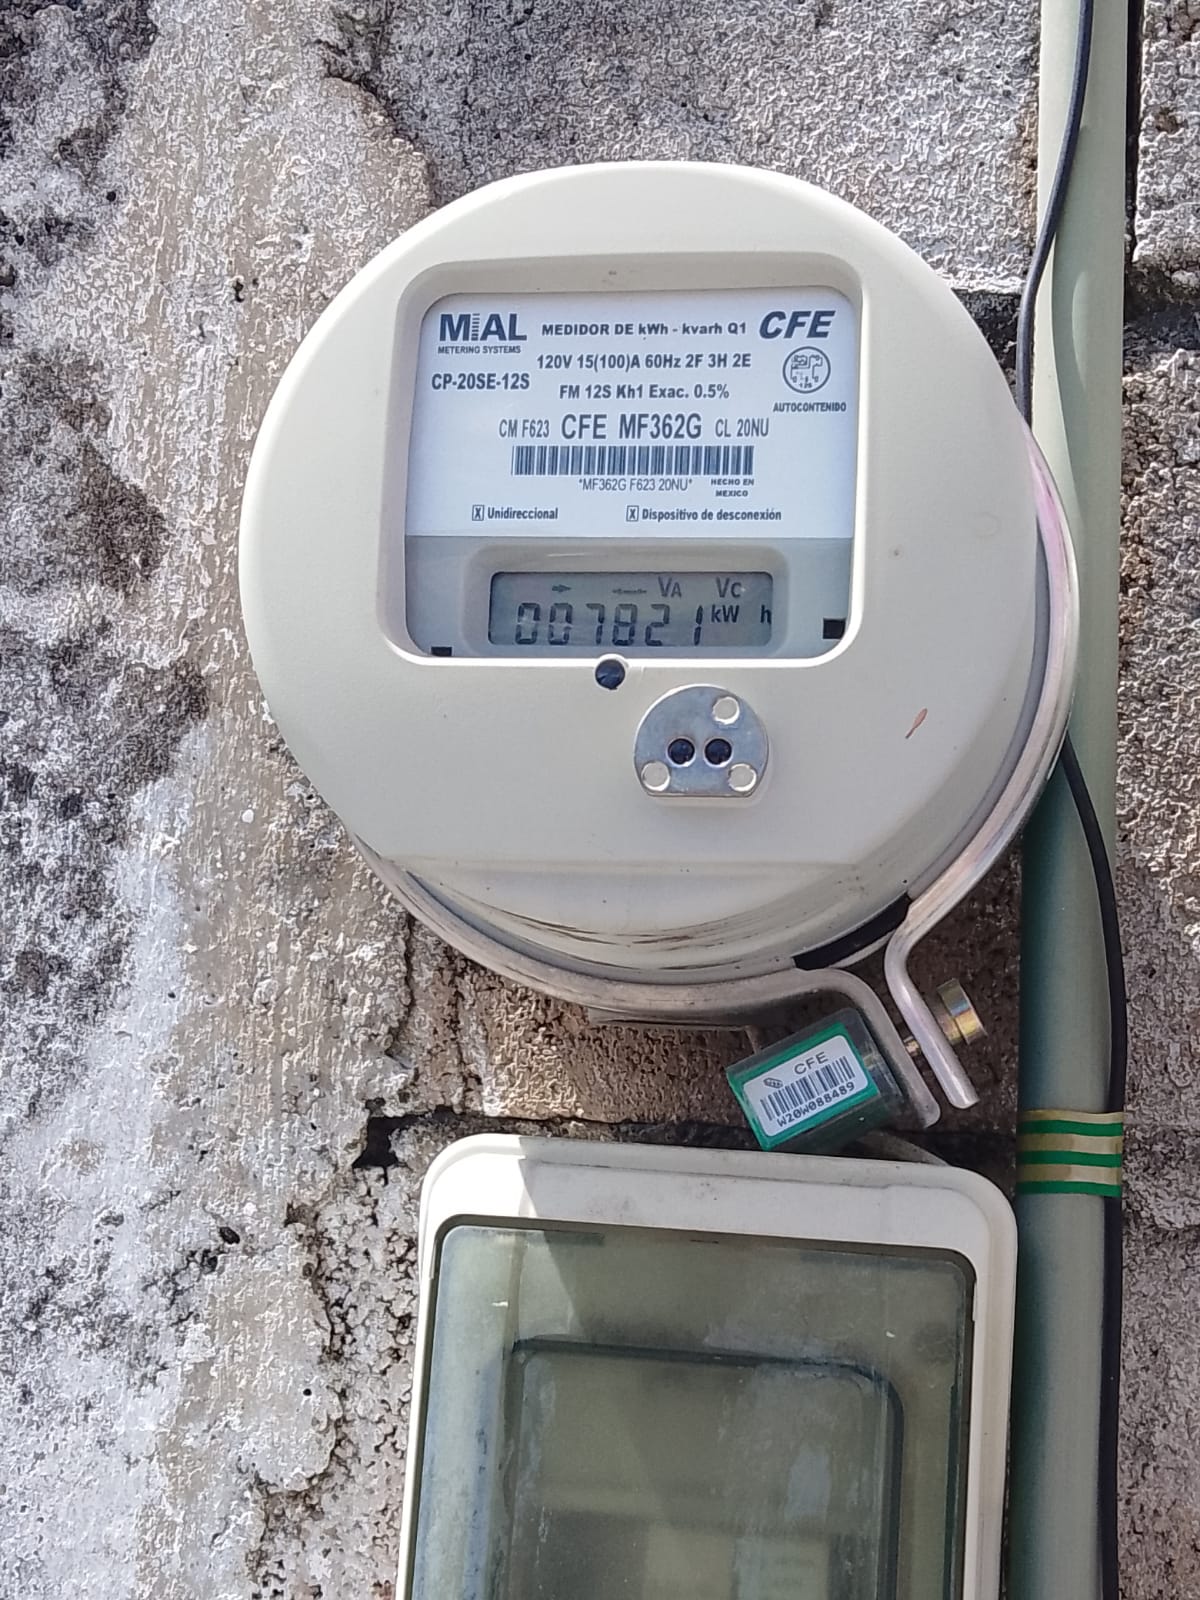 MIAL
METERING SYSTEMS
MEDIDOR DE kWh - kvarh Q1
CFE
120V 15(100)A 60Hz 2F 3H 2E
CP-20SE-12S
FM 12S Kh1 Exac. 0.5%
AUTOCONTENIDO
CM F623 CFE MF362G CL 20NU
*MF362G F623 20NU*
HECHO EN
MEXICO
X Unidireccional
X Dispositivo de desconexión
VA VC
007821 kW h
CFE
W20W088489